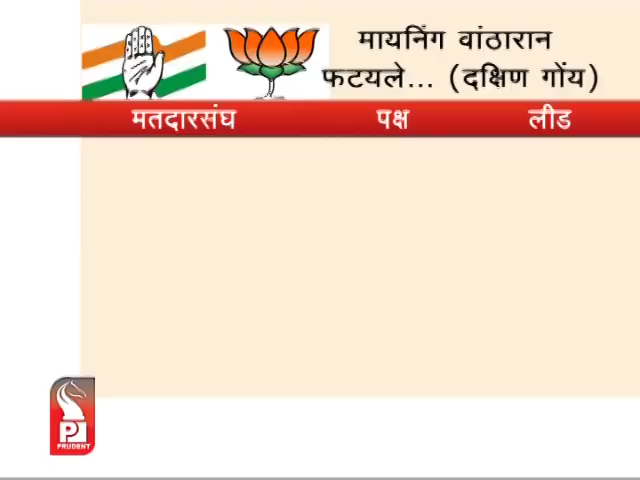 मायनिंग वांठारान
फटयले... (दक्षिण गोंय)
मतदारसंघ पक्ष लीड
PRUDENT